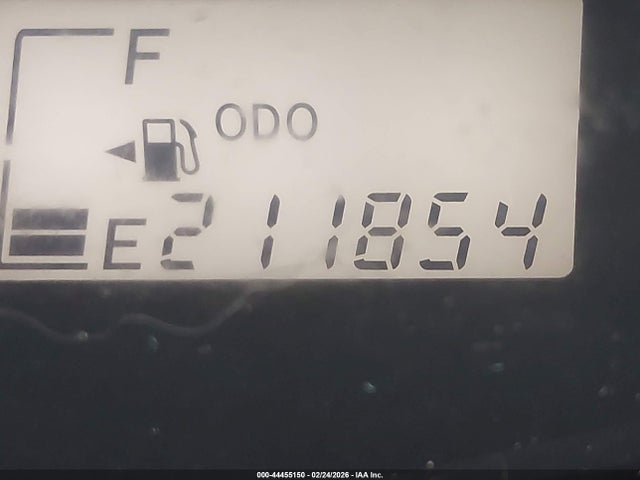 F
ODO
E 211854
000-44455150 - 02/24/2026 - IAA Inc.